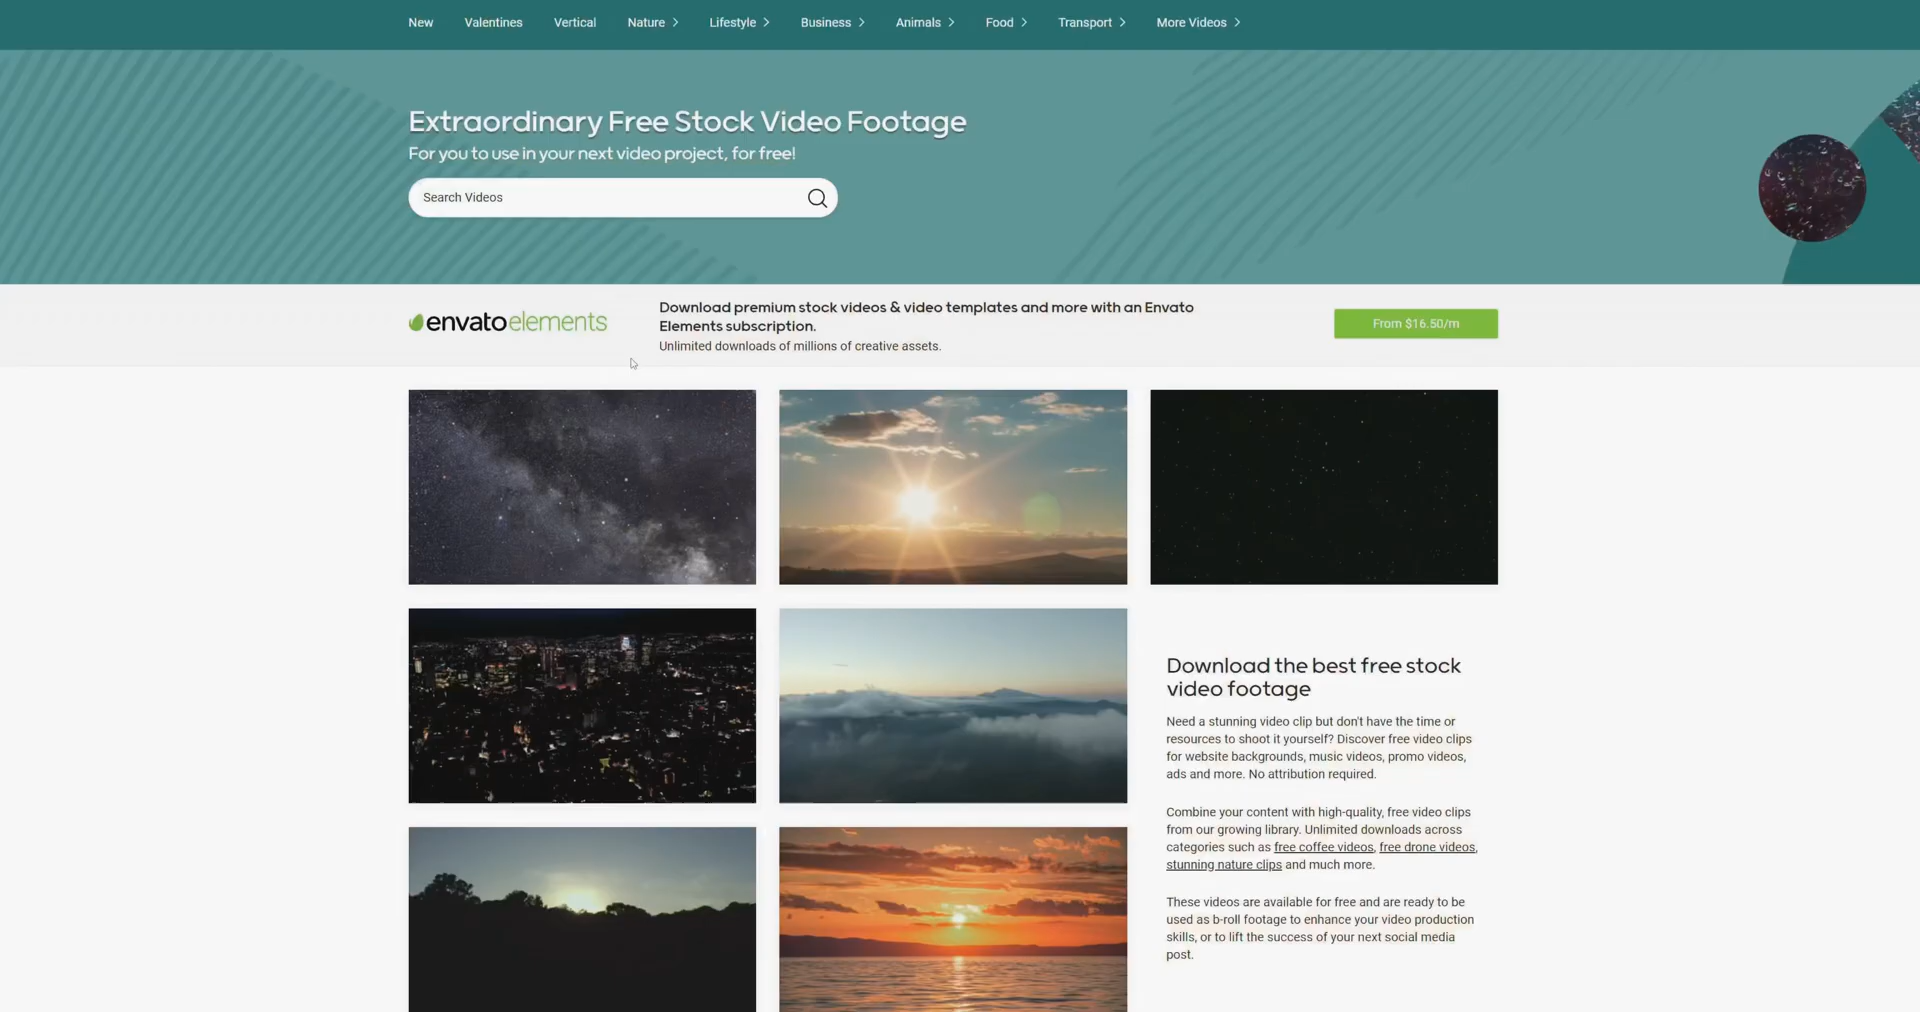 New Valentines Vertical Nature Lifestyle Business Animals Food Transport More Videos
Extraordinary Free Stock Video Footage
For you to use in your next video project, for free!
Search Videos
envatoelements
Download premium stock videos & video templates and more with an Envato
Elements subscription.
Unlimited downloads of millions of creative assets.
From $16.50/m
Download the best free stock
video footage
Need a stunning video clip but don't have the time or
resources to shoot it yourself? Discover free video clips
for website backgrounds, music videos, promo videos,
ads and more. No attribution required.
Combine your content with high-quality, free video clips
from our growing library. Unlimited downloads across
categories such as free coffee videos, free drone videos,
stunning nature clips and much more.
These videos are available for free and are ready to be
used as b-roll footage to enhance your video production
skills, or to lift the success of your next social media
post.